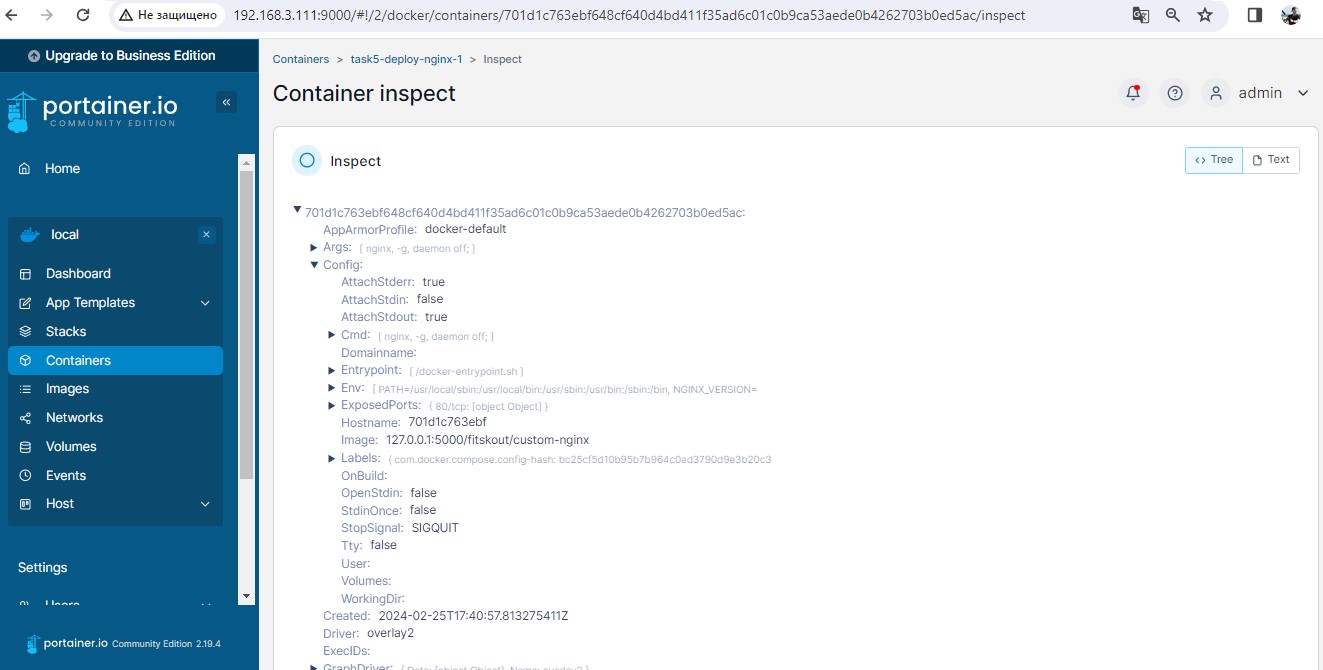 Не защищено 192.168.3.111:9000/#!/2/docker/containers/701d1c763ebf648cf640d4bd411f35ad6c01c0b9ca53aede0b4262703b0ed5ac/inspect
Upgrade to Business Edition
portainer.io
COMMUNITY EDITION
Home
local
Dashboard
App Templates
Stacks
Containers
Images
Networks
Volumes
Events
Host
Settings
Users
portainer.io Community Edition 2.19.4
Containers > task5-deploy-nginx-1 > Inspect
Container inspect
admin
Inspect
Tree
Text
701d1c763ebf648cf640d4bd411f35ad6c01c0b9ca53aede0b4262703b0ed5ac:
AppArmorProfile: docker-default
Args: [ nginx, -g, daemon off; ]
Config:
AttachStderr: true
AttachStdin: false
AttachStdout: true
Cmd: [ nginx, -g, daemon off; ]
Domainname:
Entrypoint: [ /docker-entrypoint.sh ]
Env: [ PATH=/usr/local/sbin:/usr/local/bin:/usr/sbin:/usr/bin:/sbin:/bin, NGINX_VERSION=
ExposedPorts: { 80/tcp: [object Object] }
Hostname: 701d1c763ebf
Image: 127.0.0.1:5000/fitskout/custom-nginx
Labels: { com.docker.compose.config-hash: bc25cf5d10b95b7b964c0ad3790d9e3b20c3
OnBuild:
OpenStdin: false
StdinOnce: false
StopSignal: SIGQUIT
Tty: false
User:
Volumes:
WorkingDir:
Created: 2024-02-25T17:40:57.813275411Z
Driver: overlay2
ExecIDs:
GraphDriver: { Data: [object Object], Name: overlay2 }